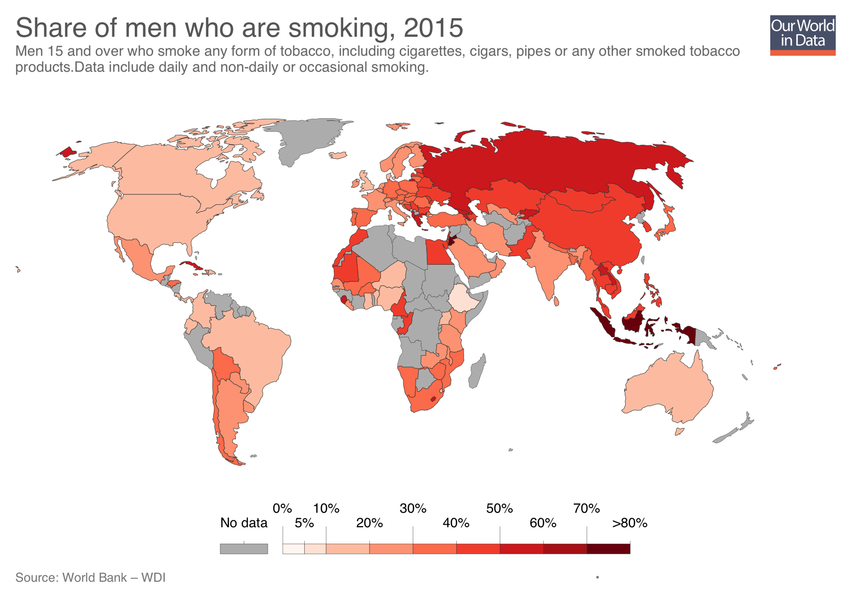 Share of men who are smoking, 2015
Our World
in Data
Men 15 and over who smoke any form of tobacco, including cigarettes, cigars, pipes or any other smoked tobacco
products.Data include daily and non-daily or occasional smoking.
0% 10% 30% 50% 70%
No data 5% 20% 40% 60% >80%
Source: World Bank – WDI